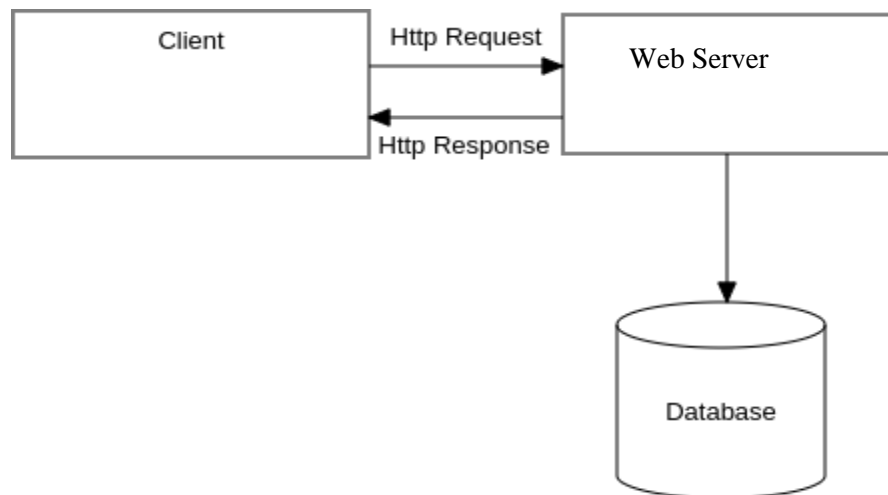 Client
Http Request
Web Server
Http Response
Database